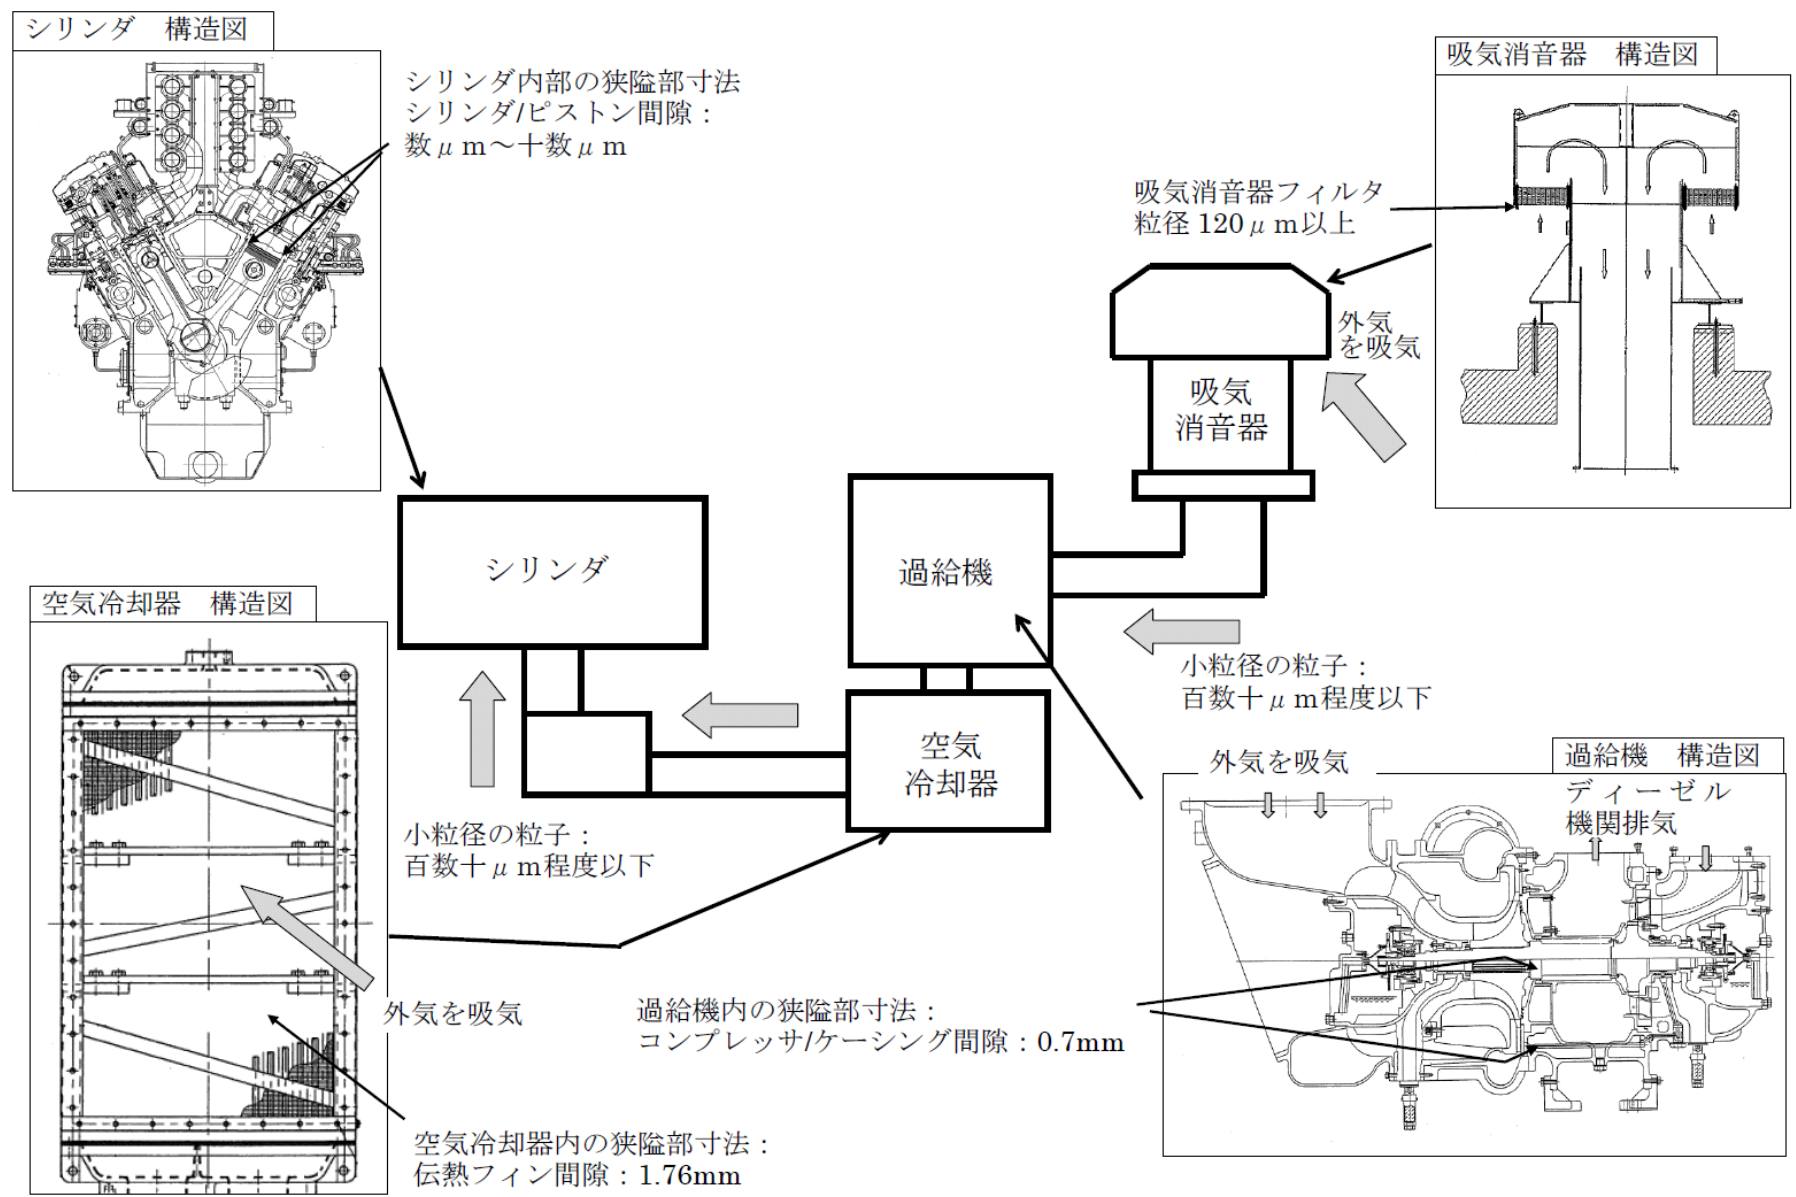 シリンダ　構造図
シリンダ内部の狭隘部寸法
シリンダ/ピストン間隙：
数μm～十数μm
吸気消音器　構造図
吸気消音器フィルタ
粒径 120μm以上
外気
を吸気
吸気
消音器
過給機
シリンダ
空気冷却器　構造図
小粒径の粒子：
百数十μm程度以下
空気
冷却器
外気を吸気
過給機　構造図
ディーゼル
機関排気
小粒径の粒子：
百数十μm程度以下
外気を吸気
過給機内の狭隘部寸法：
コンプレッサ/ケーシング間隙：0.7mm
空気冷却器内の狭隘部寸法：
伝熱フィン間隙：1.76mm